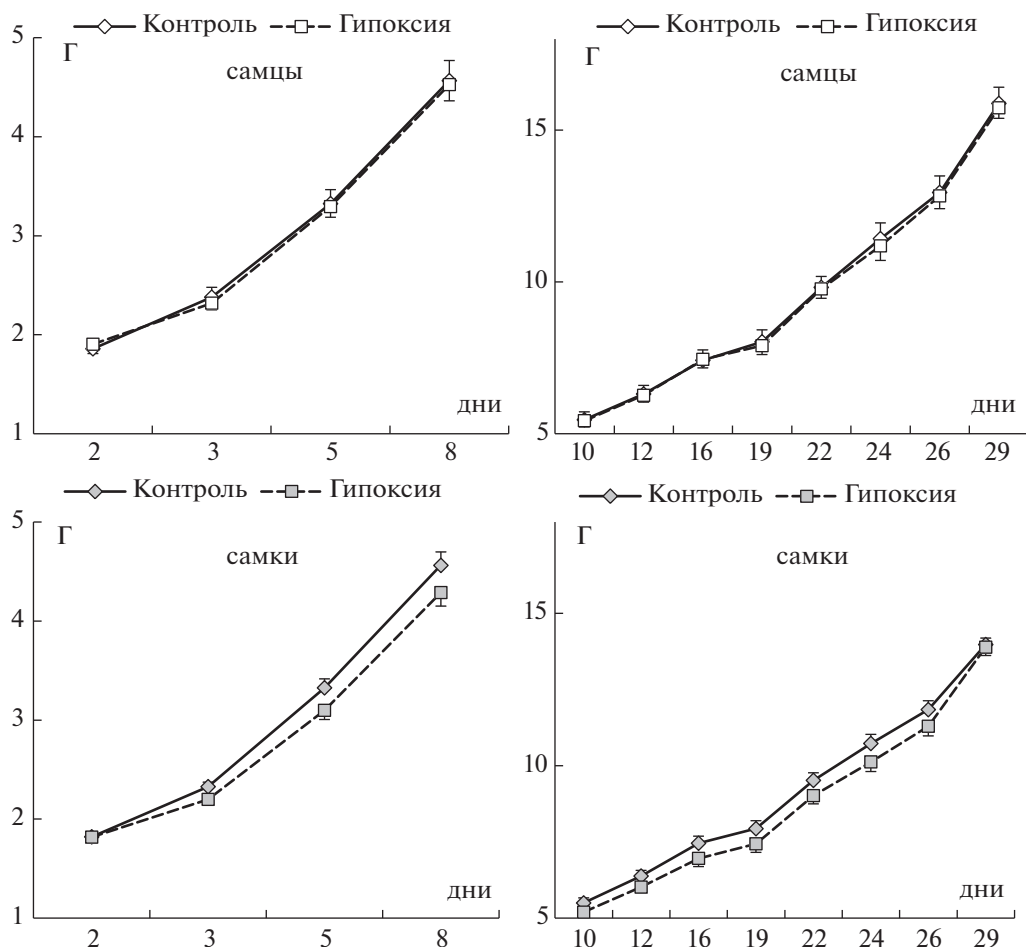 Контроль Гипоксия
Г
самцы
5
4
3
2
1
дни
2 3 5 8
Контроль Гипоксия
Г
самцы
15
10
5
дни
10 12 16 19 22 24 26 29
Контроль Гипоксия
Г
самки
5
4
3
2
1
дни
2 3 5 8
Контроль Гипоксия
Г
самки
15
10
5
дни
10 12 16 19 22 24 26 29